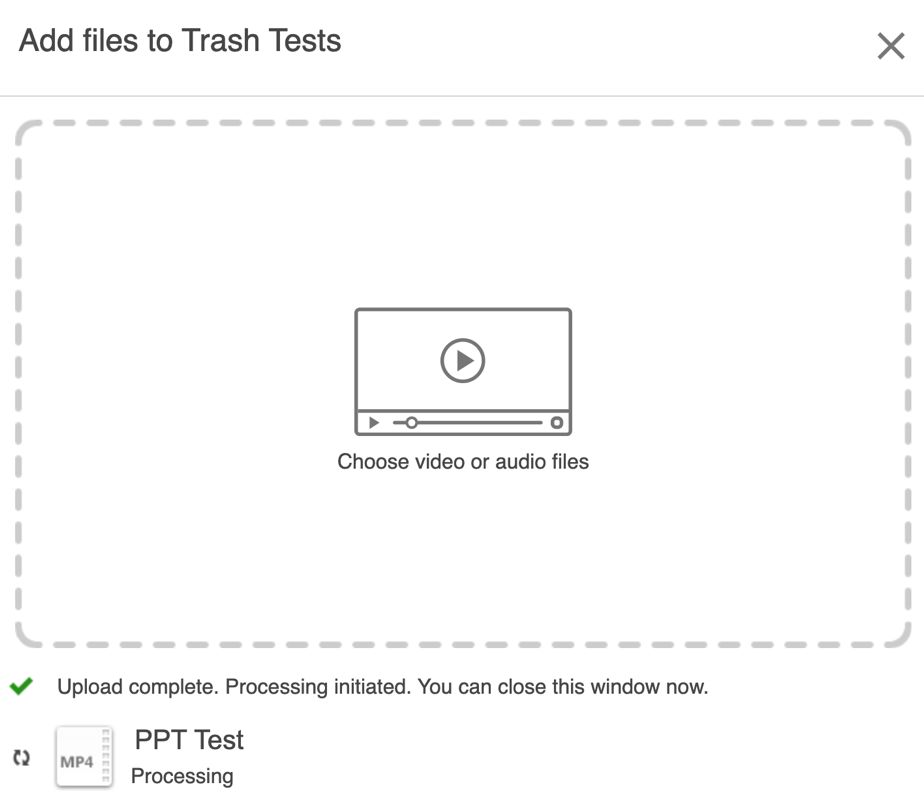 Add files to Trash Tests
Choose video or audio files
Upload complete. Processing initiated. You can close this window now.
MP4
PPT Test
Processing